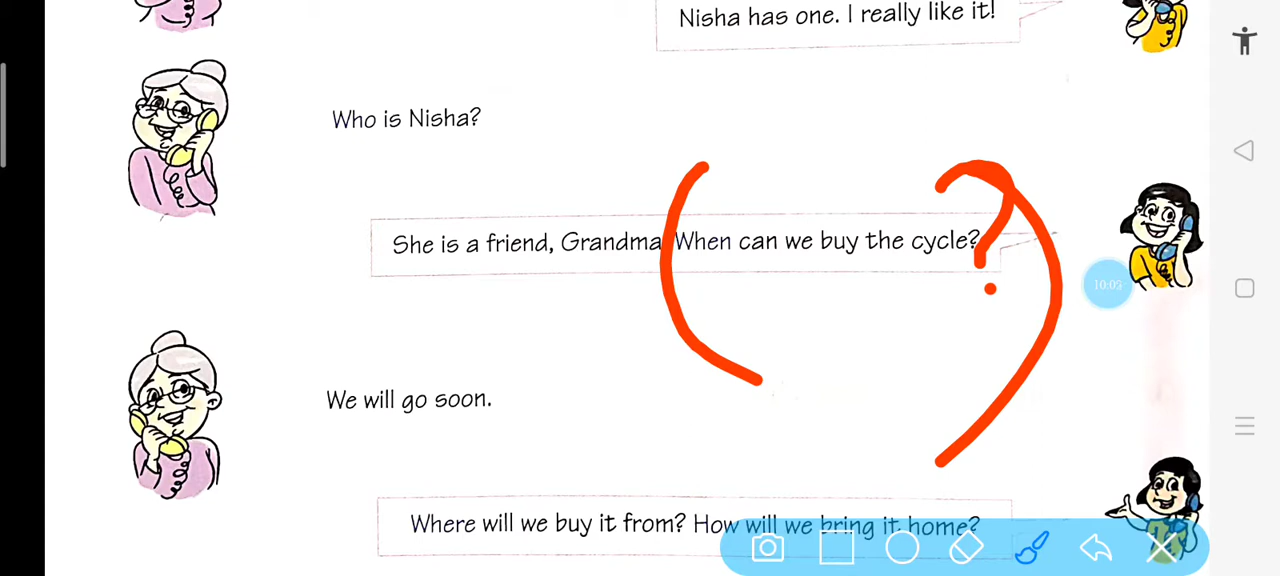 Nisha has one. I really like it!
Who is Nisha?
She is a friend, Grandma When can we buy the cycle?
?
10:05
We will go soon.
Where will we buy it from? How will we bring it home?